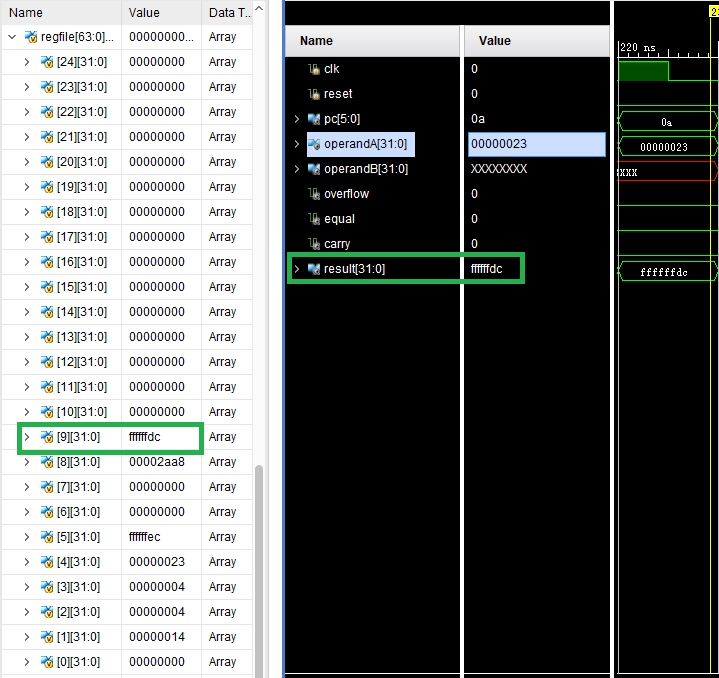 Name Value Data T...
regfile[63:0]... 00000000... Array
[24][31:0] 00000000 Array
[23][31:0] 00000000 Array
[22][31:0] 00000000 Array
[21][31:0] 00000000 Array
[20][31:0] 00000000 Array
[19][31:0] 00000000 Array
[18][31:0] 00000000 Array
[17][31:0] 00000000 Array
[16][31:0] 00000000 Array
[15][31:0] 00000000 Array
[14][31:0] 00000000 Array
[13][31:0] 00000000 Array
[12][31:0] 00000000 Array
[11][31:0] 00000000 Array
[10][31:0] 00000000 Array
[9][31:0] ffffffdc Array
[8][31:0] 00002aa8 Array
[7][31:0] 00000000 Array
[6][31:0] 00000000 Array
[5][31:0] ffffffec Array
[4][31:0] 00000023 Array
[3][31:0] 00000004 Array
[2][31:0] 00000004 Array
[1][31:0] 00000014 Array
[0][31:0] 00000000 Array
Name Value
clk 0
reset 0
pc[5:0] 0a
operandA[31:0] 00000023
operandB[31:0] XXXXXXXX
overflow 0
equal 0
carry 0
result[31:0] ffffffdc
220 ns
0a
00000023
XXX
ffffffdc